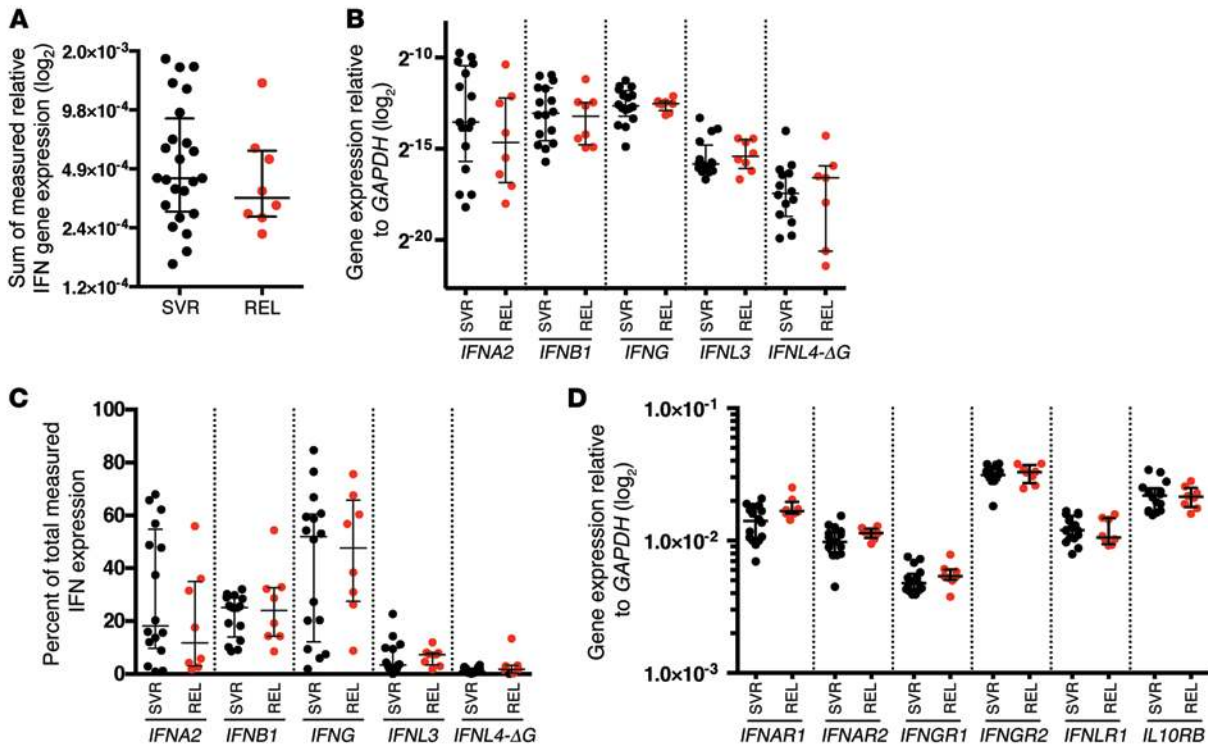 A
Sum of measured relative
IFN gene expression (log2)
2.0×10-3
9.8×10-4
4.9×10-4
2.4×10-4
1.2×10-4
SVR REL
B
Gene expression relative
to GAPDH (log2)
2-10
2-15
2-20
SVR REL SVR REL SVR REL SVR REL SVR REL
IFNA2 IFNB1 IFNG IFNL3 IFNL4-ΔG
C
Percent of total measured
IFN expression
100
80
60
40
20
0
SVR REL SVR REL SVR REL SVR REL SVR REL
IFNA2 IFNB1 IFNG IFNL3 IFNL4-ΔG
D
Gene expression relative
to GAPDH (log2)
1.0×10-1
1.0×10-2
1.0×10-3
SVR REL SVR REL SVR REL SVR REL SVR REL SVR REL
IFNAR1 IFNAR2 IFNGR1 IFNGR2 IFNLR1 IL10RB